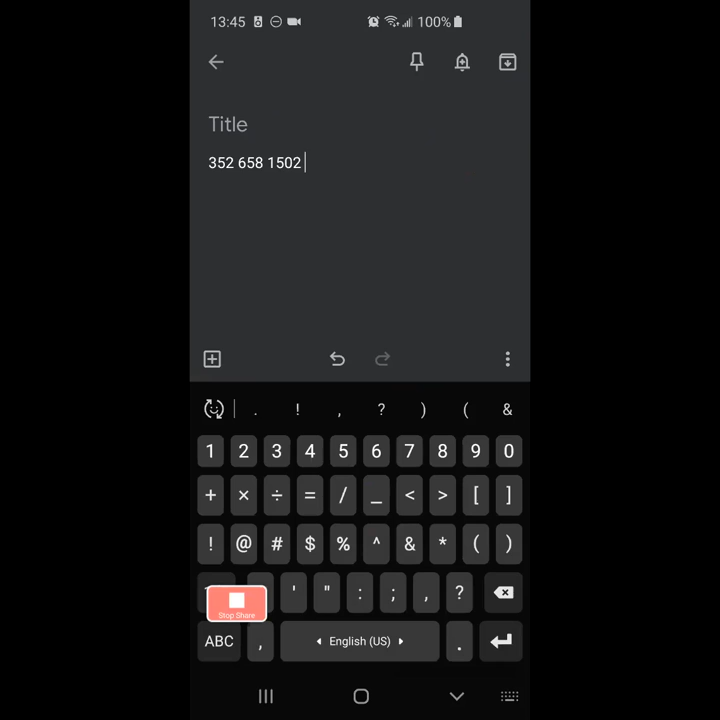 13:45 100%
Title
352 658 1502
. ! , ? ) ( &
1 2 3 4 5 6 7 8 9 0
+ × ÷ = / _ < > [ ]
! @ # $ % ^ & * ( )
' " : ; , ?
Stop Share
ABC , English (US) .